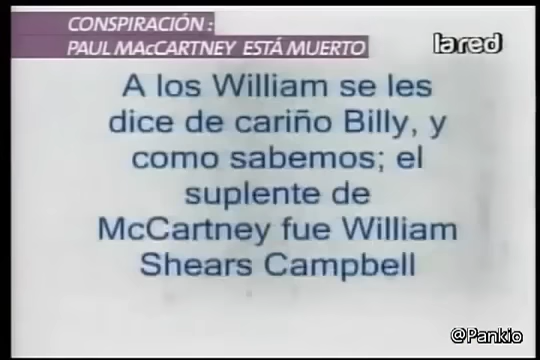 CONSPIRACIÓN:
PAUL MACCARTNEY ESTÁ MUERTO
la red
A los William se les
dice de cariño Billy, y
como sabemos; el
suplente de
McCartney fue William
Shears Campbell
@Pankio